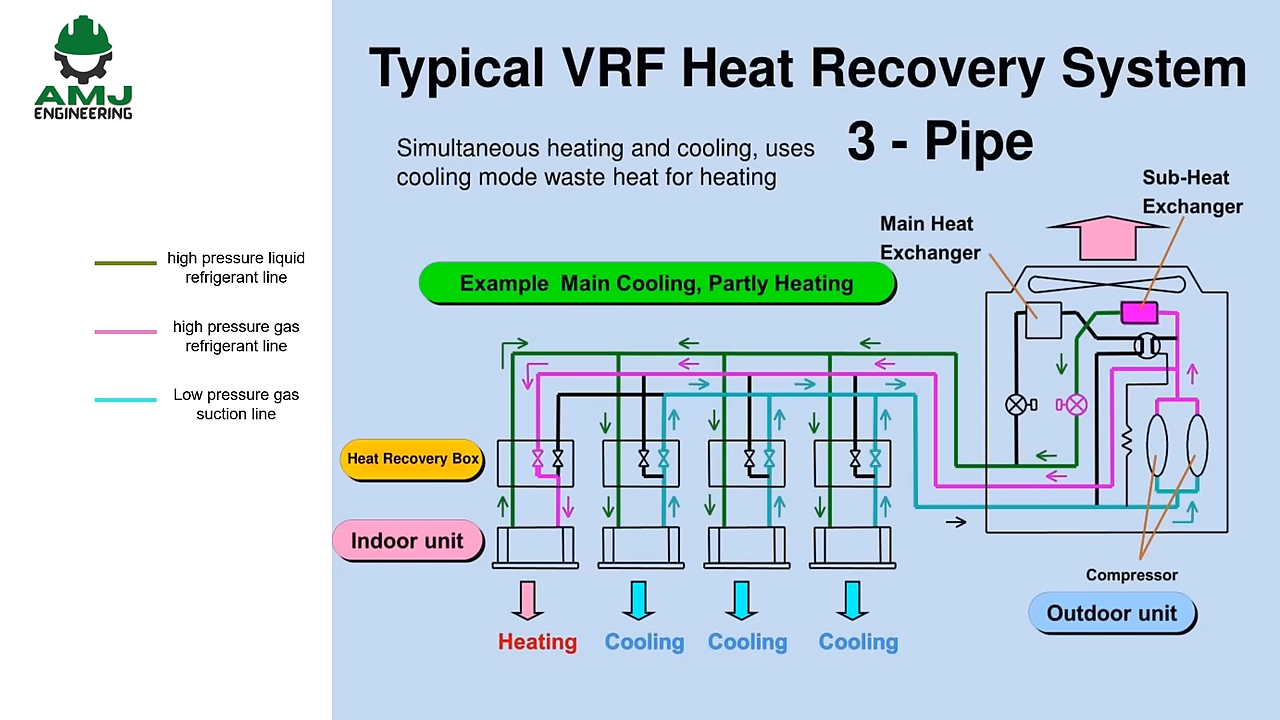 AMJ
ENGINEERING
Typical VRF Heat Recovery System
3 - Pipe
Simultaneous heating and cooling, uses
cooling mode waste heat for heating
Sub-Heat
Exchanger
Main Heat
Exchanger
high pressure liquid
refrigerant line
high pressure gas
refrigerant line
Low pressure gas
suction line
Example  Main Cooling, Partly Heating
Heat Recovery Box
Indoor unit
Compressor
Outdoor unit
Heating
Cooling
Cooling
Cooling